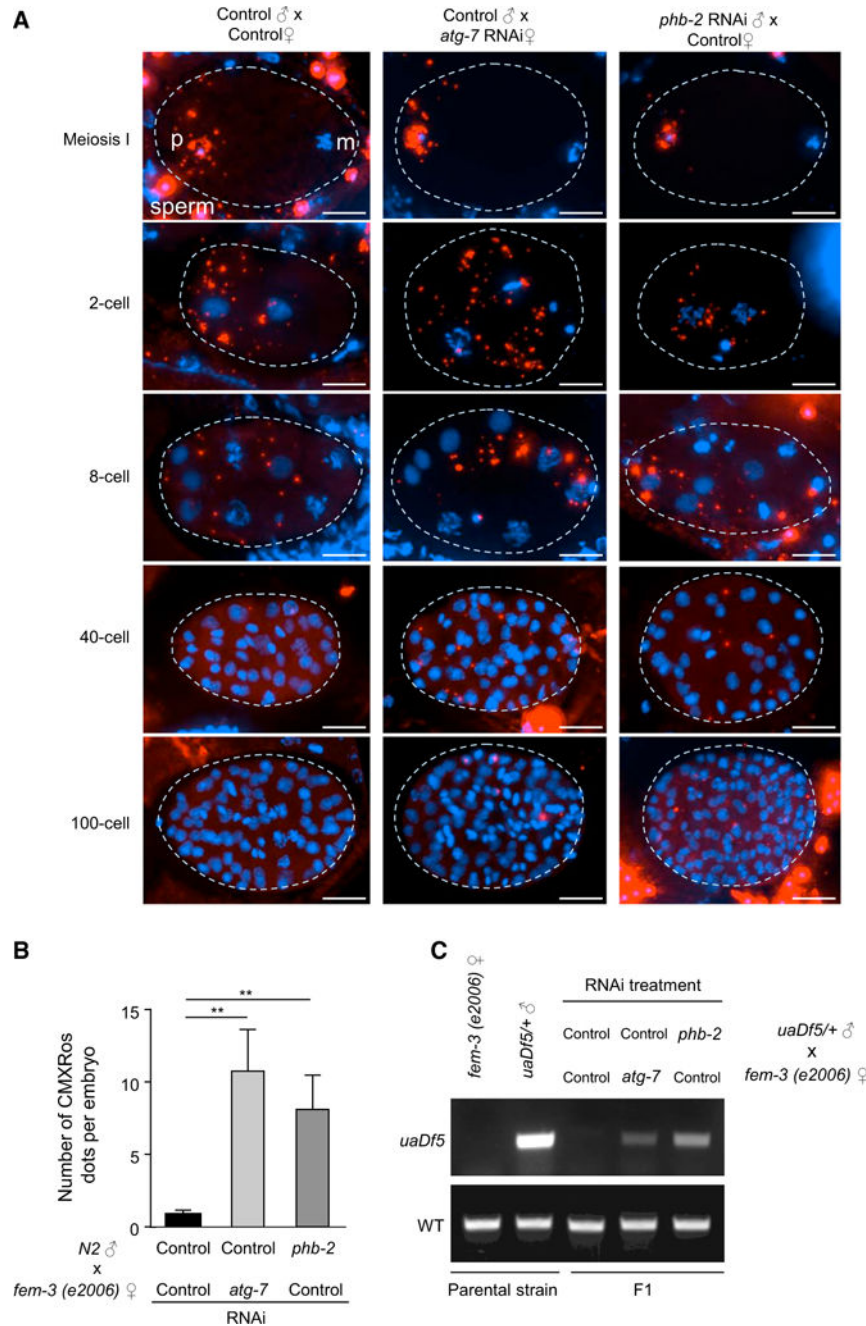 A
Control ♂ x
Control♀
Control ♂ x
atg-7 RNAi♀
phb-2 RNAi ♂ x
Control♀
Meiosis I
p
m
sperm
2-cell
8-cell
40-cell
100-cell
B
Number of CMXRos
dots per embryo
15
10
5
0
**
**
N2 ♂
x
fem-3 (e2006) ♀
Control Control phb-2
Control atg-7 Control
RNAi
C
fem-3 (e2006) ♀
uaDf5/+ ♂
RNAi treatment
Control Control phb-2
Control atg-7 Control
uaDf5/+ ♂
x
fem-3 (e2006) ♀
uaDf5
WT
Parental strain
F1